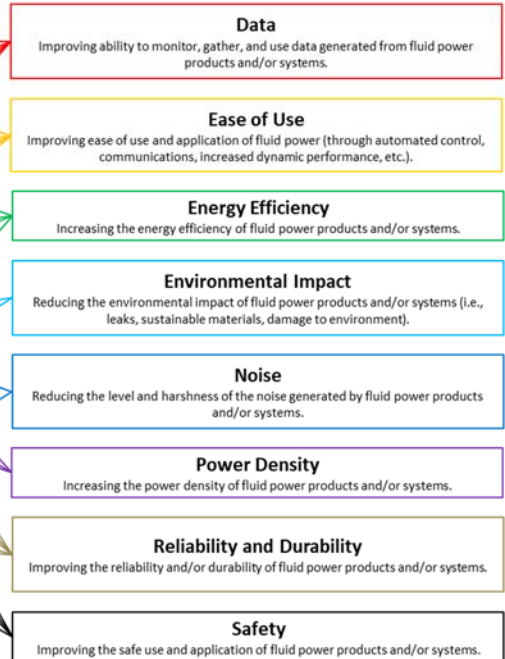 Data
Improving ability to monitor, gather, and use data generated from fluid power
products and/or systems.
Ease of Use
Improving ease of use and application of fluid power (through automated control,
communications, increased dynamic performance, etc.).
Energy Efficiency
Increasing the energy efficiency of fluid power products and/or systems.
Environmental Impact
Reducing the environmental impact of fluid power products and/or systems (i.e.,
leaks, sustainable materials, damage to environment).
Noise
Reducing the level and harshness of the noise generated by fluid power products
and/or systems.
Power Density
Increasing the power density of fluid power products and/or systems.
Reliability and Durability
Improving the reliability and/or durability of fluid power products and/or systems.
Safety
Improving the safe use and application of fluid power products and/or systems.